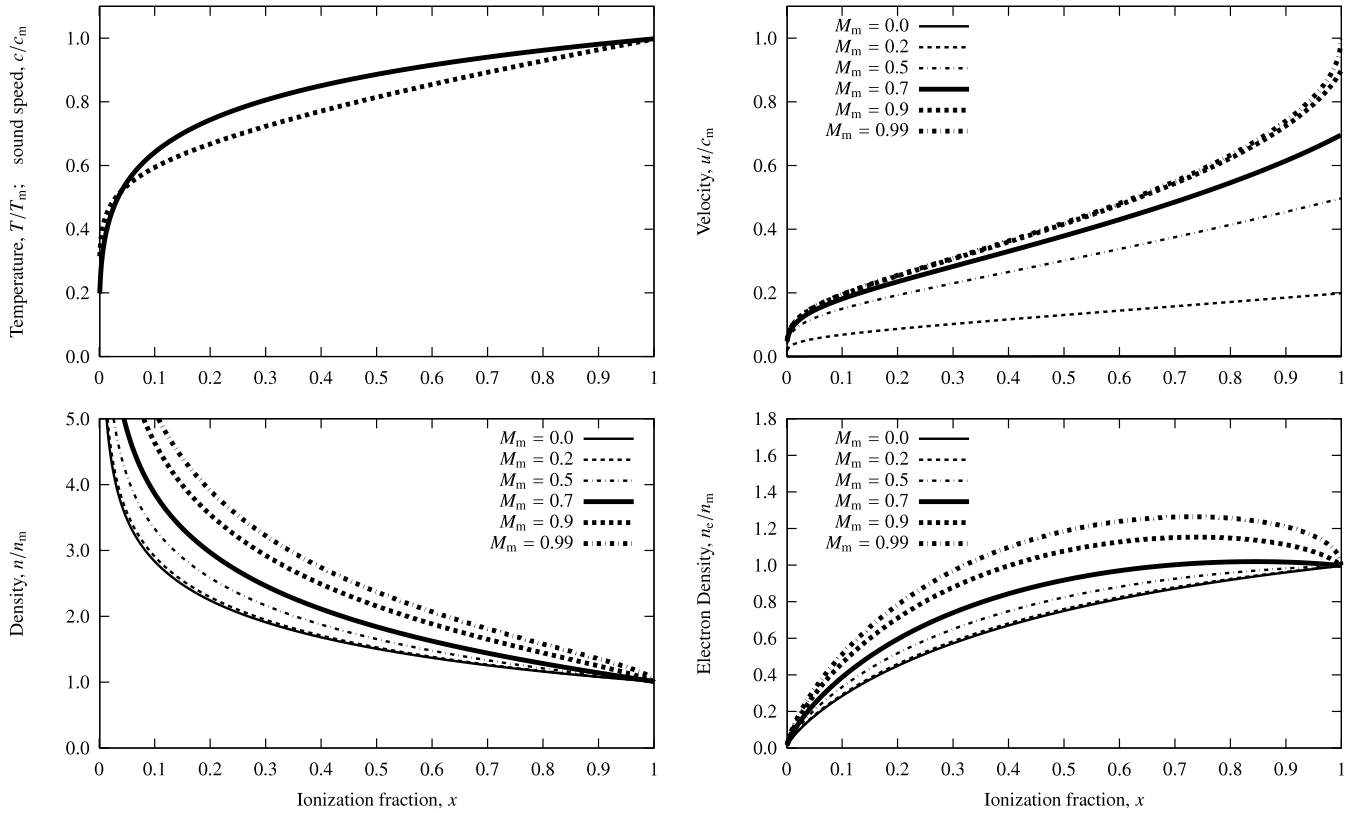 Temperature, T/Tm; sound speed, c/cm
1.0
0.8
0.6
0.4
0.2
0.0
0 0.1 0.2 0.3 0.4 0.5 0.6 0.7 0.8 0.9 1
Velocity, u/cm
1.0
0.8
0.6
0.4
0.2
0.0
Mm = 0.0
Mm = 0.2
Mm = 0.5
Mm = 0.7
Mm = 0.9
Mm = 0.99
0 0.1 0.2 0.3 0.4 0.5 0.6 0.7 0.8 0.9 1
Density, n/nm
5.0
4.0
3.0
2.0
1.0
0.0
Mm = 0.0
Mm = 0.2
Mm = 0.5
Mm = 0.7
Mm = 0.9
Mm = 0.99
0 0.1 0.2 0.3 0.4 0.5 0.6 0.7 0.8 0.9 1
Ionization fraction, x
Electron Density, ne/nm
1.8
1.6
1.4
1.2
1.0
0.8
0.6
0.4
0.2
0.0
Mm = 0.0
Mm = 0.2
Mm = 0.5
Mm = 0.7
Mm = 0.9
Mm = 0.99
0 0.1 0.2 0.3 0.4 0.5 0.6 0.7 0.8 0.9 1
Ionization fraction, x